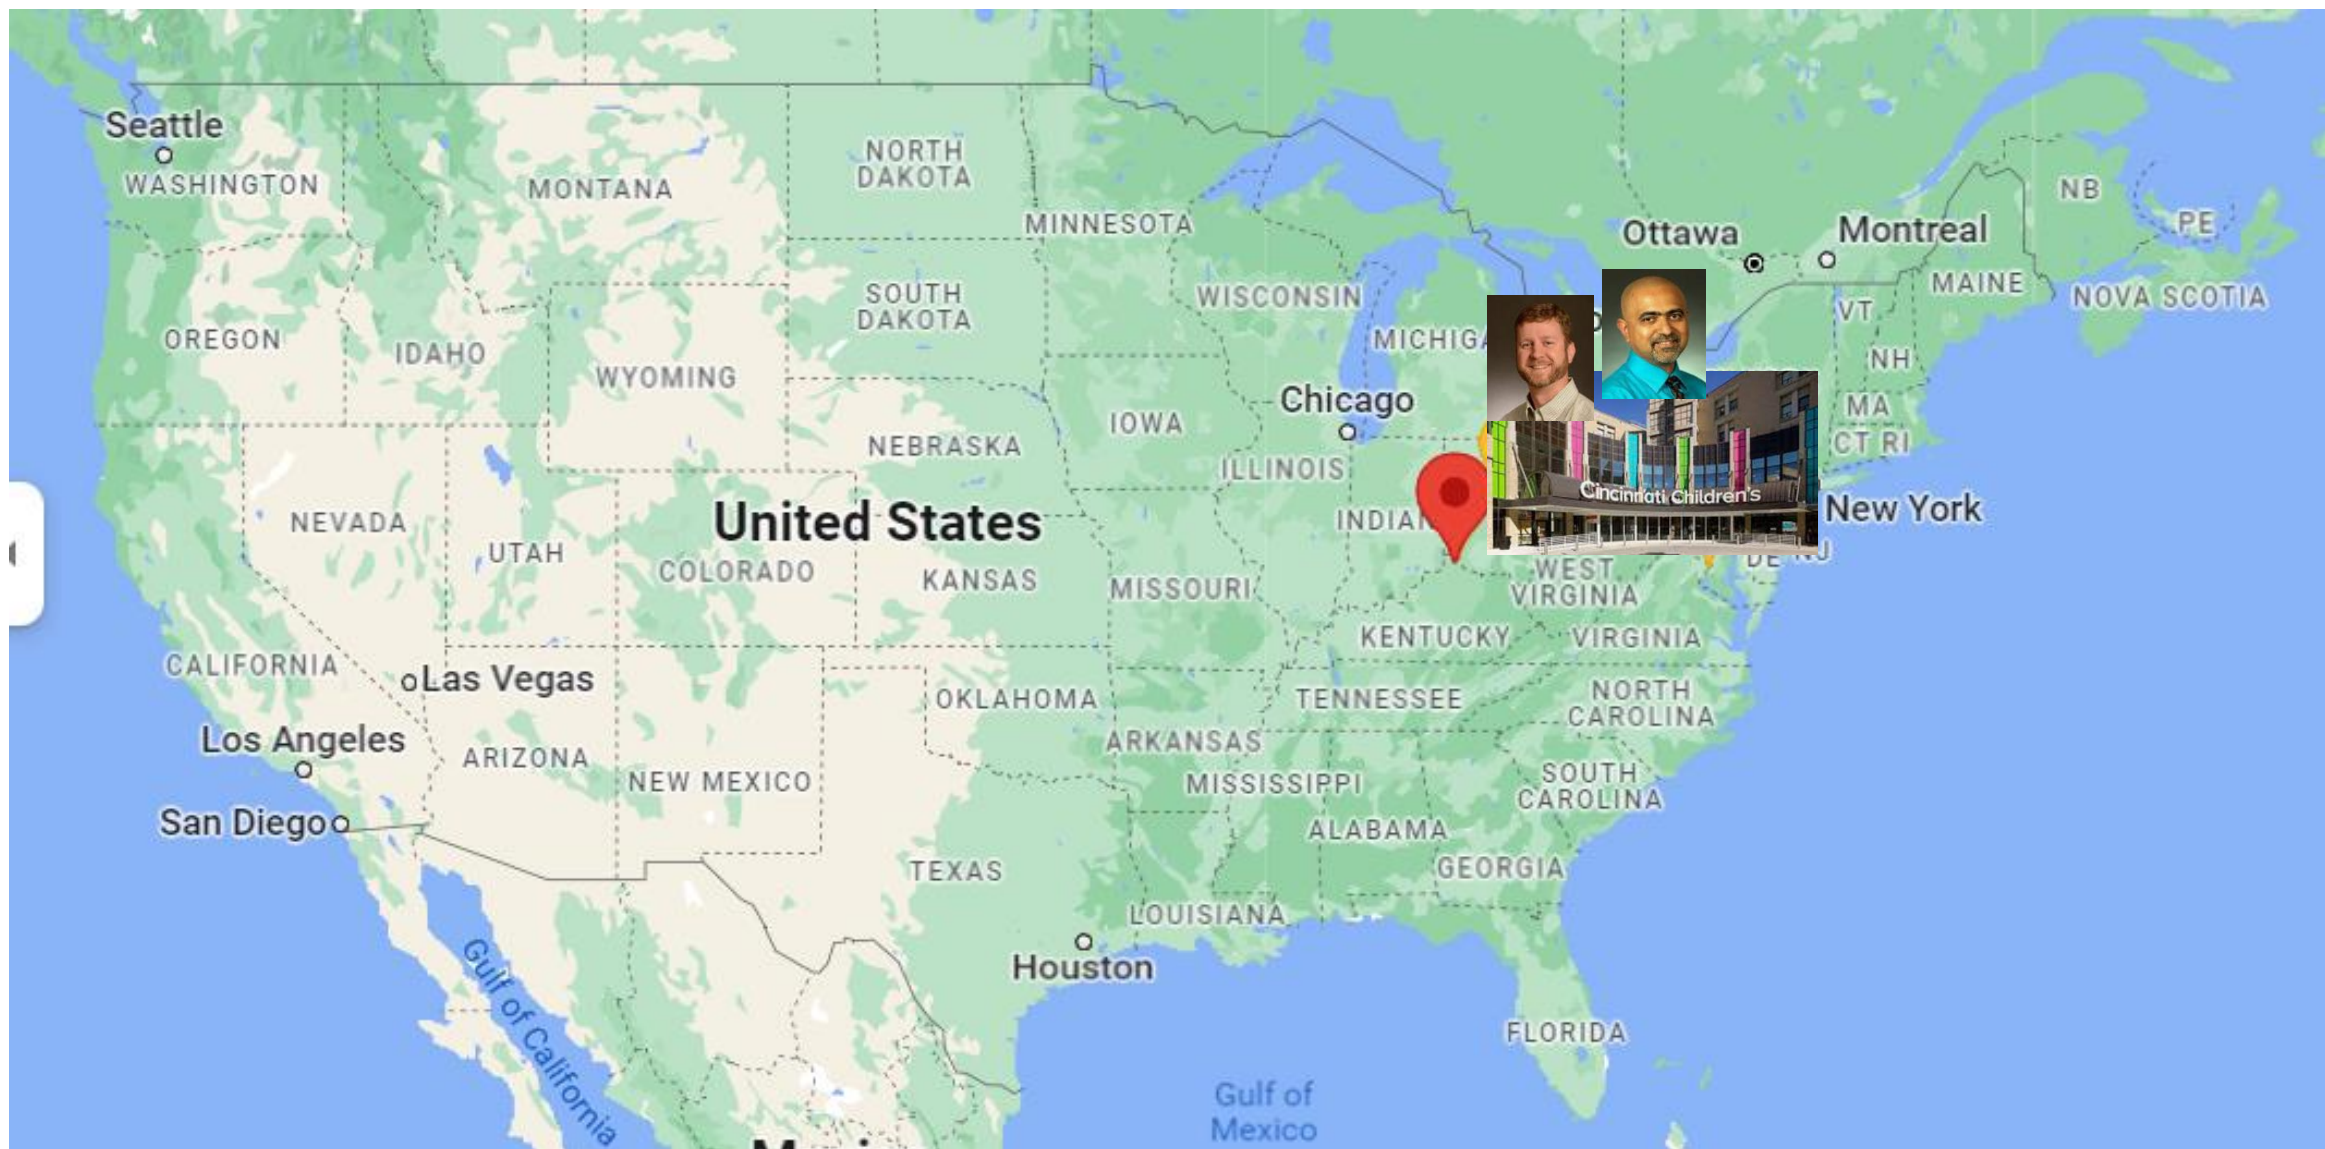 Seattle
WASHINGTON
MONTANA
NORTH
DAKOTA
MINNESOTA
Ottawa
Montreal
NB
PE
MAINE
NOVA SCOTIA
OREGON
IDAHO
WYOMING
SOUTH
DAKOTA
WISCONSIN
VT
NH
Chicago
IOWA
NEBRASKA
ILLINOIS
MA
CT RI
NEVADA
UTAH
United States
COLORADO
KANSAS
MISSOURI
Cincinnati Children's
New York
DE NJ
WEST
VIRGINIA
KENTUCKY
VIRGINIA
CALIFORNIA
Las Vegas
OKLAHOMA
TENNESSEE
NORTH
CAROLINA
Los Angeles
ARIZONA
NEW MEXICO
ARKANSAS
MISSISSIPPI
SOUTH
CAROLINA
San Diego
TEXAS
ALABAMA
GEORGIA
LOUISIANA
Houston
FLORIDA
Gulf of California
Gulf of
Mexico